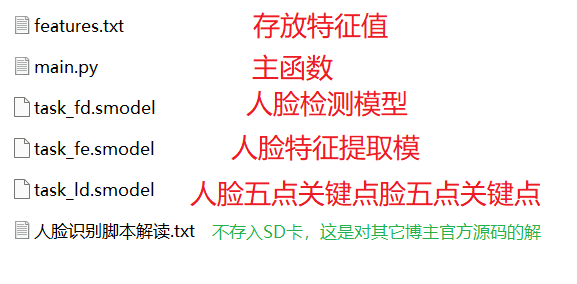 features.txt 存放特征值
main.py 主函数
task_fd.smodel 人脸检测模型
task_fe.smodel 人脸特征提取模
task_ld.smodel 人脸五点关键点脸五点关键点
人脸识别脚本解读.txt 不存入SD卡，这是对其它博主官方源码的解